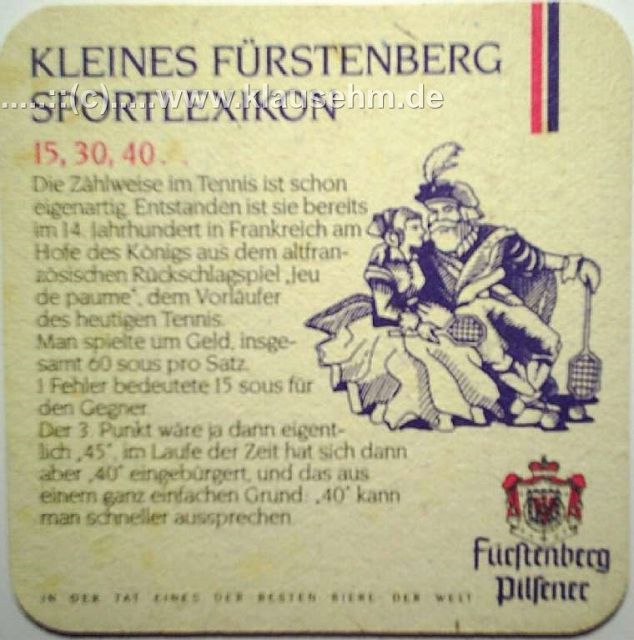 KLEINES FÜRSTENBERG
SPORTLEXIKON
......::(c).....www.klausehm.de
15, 30, 40...
Die Zählweise im Tennis ist schon
eigenartig. Entstanden ist sie bereits
im 14. Jahrhundert in Frankreich am
Hofe des Königs aus dem altfran-
zösischen Rückschlagspiel „Jeu
de paume", dem Vorläufer
des heutigen Tennis.
Man spielte um Geld, insge-
samt 60 sous pro Satz.
1 Fehler bedeutete 15 sous für
den Gegner.
Der 3. Punkt wäre ja dann eigent-
lich „45", im Laufe der Zeit hat sich dann
aber „40" eingebürgert, und das aus
einem ganz einfachen Grund: „40" kann
man schneller aussprechen.
Fürstenberg
Pilsener
IN DER TAT EINES DER BESTEN BIERE DER WELT